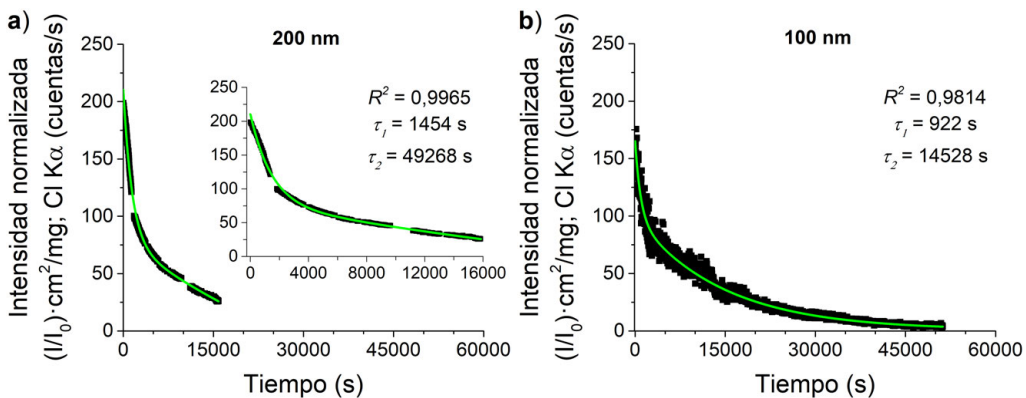 a)
200 nm
Intensidad normalizada
(I/I0)·cm2/mg; Cl Kα (cuentas/s)
250
200
150
100
50
0
250
200
150
100
50
0
R2 = 0,9965
τ1 = 1454 s
τ2 = 49268 s
0 4000 8000 12000 16000
0 15000 30000 45000 60000
Tiempo (s)
b)
100 nm
Intensidad normalizada
(I/I0)·cm2/mg; Cl Kα (cuentas/s)
250
200
150
100
50
0
R2 = 0,9814
τ1 = 922 s
τ2 = 14528 s
0 15000 30000 45000 60000
Tiempo (s)